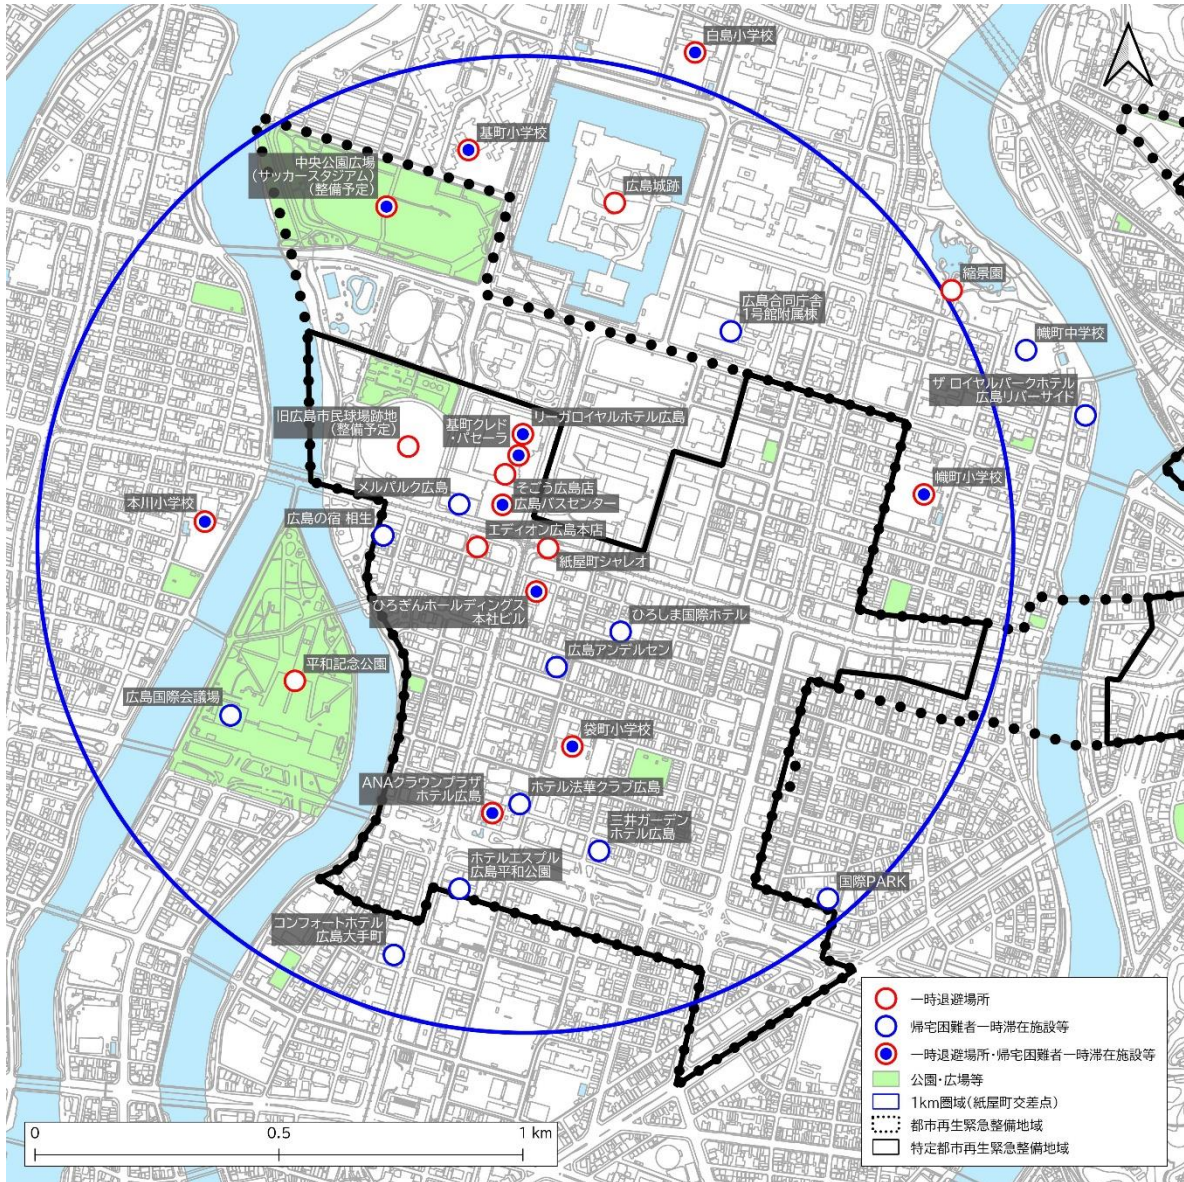 白島小学校
基町小学校
中央公園広場
(サッカースタジアム)
(整備予定)
広島城跡
縮景園
広島合同庁舎
1号館附属棟
幟町中学校
ザ ロイヤルパークホテル
広島リバーサイド
旧広島市民球場跡地
(整備予定)
基町クレド
・パセーラ
リーガロイヤルホテル広島
そごう広島店
メルパルク広島
広島バスセンター
幟町小学校
本川小学校
広島の宿 相生
エディオン広島本店
紙屋町シャレオ
ひろぎんホールディングス
本社ビル
ひろしま国際ホテル
広島アンデルセン
平和記念公園
広島国際会議場
袋町小学校
ANAクラウンプラザ
ホテル広島
ホテル法華クラブ広島
三井ガーデン
ホテル広島
ホテルエスプル
広島平和公園
国際PARK
コンフォートホテル
広島大手町
一時退避場所
帰宅困難者一時滞在施設等
一時退避場所・帰宅困難者一時滞在施設等
公園・広場等
1km圏域(紙屋町交差点)
都市再生緊急整備地域
特定都市再生緊急整備地域
0 0.5 1 km